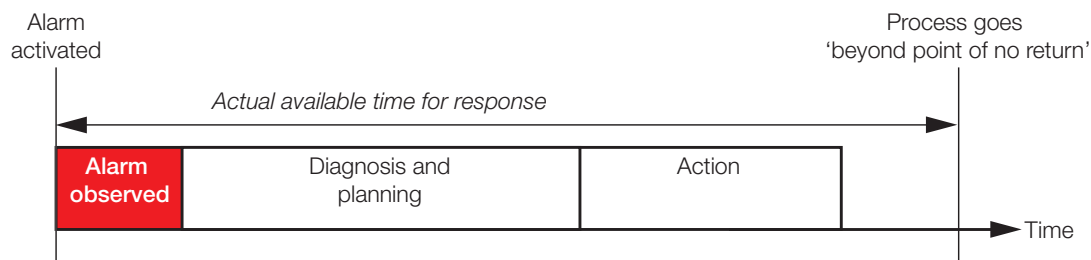 Alarm
activated
Process goes
‘beyond point of no return’
Actual available time for response
Alarm
observed
Diagnosis and
planning
Action
Time